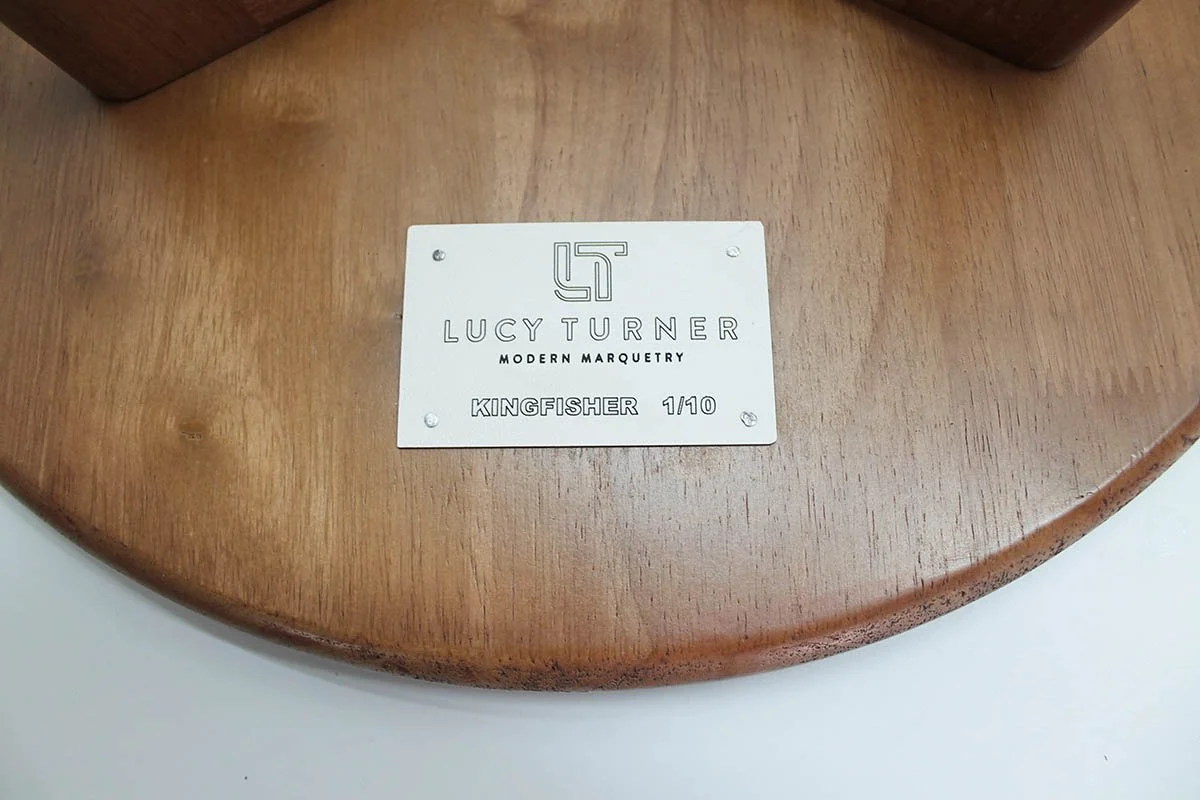 LT
LUCY TURNER
MODERN MARQUETRY
KINGFISHER 1/10